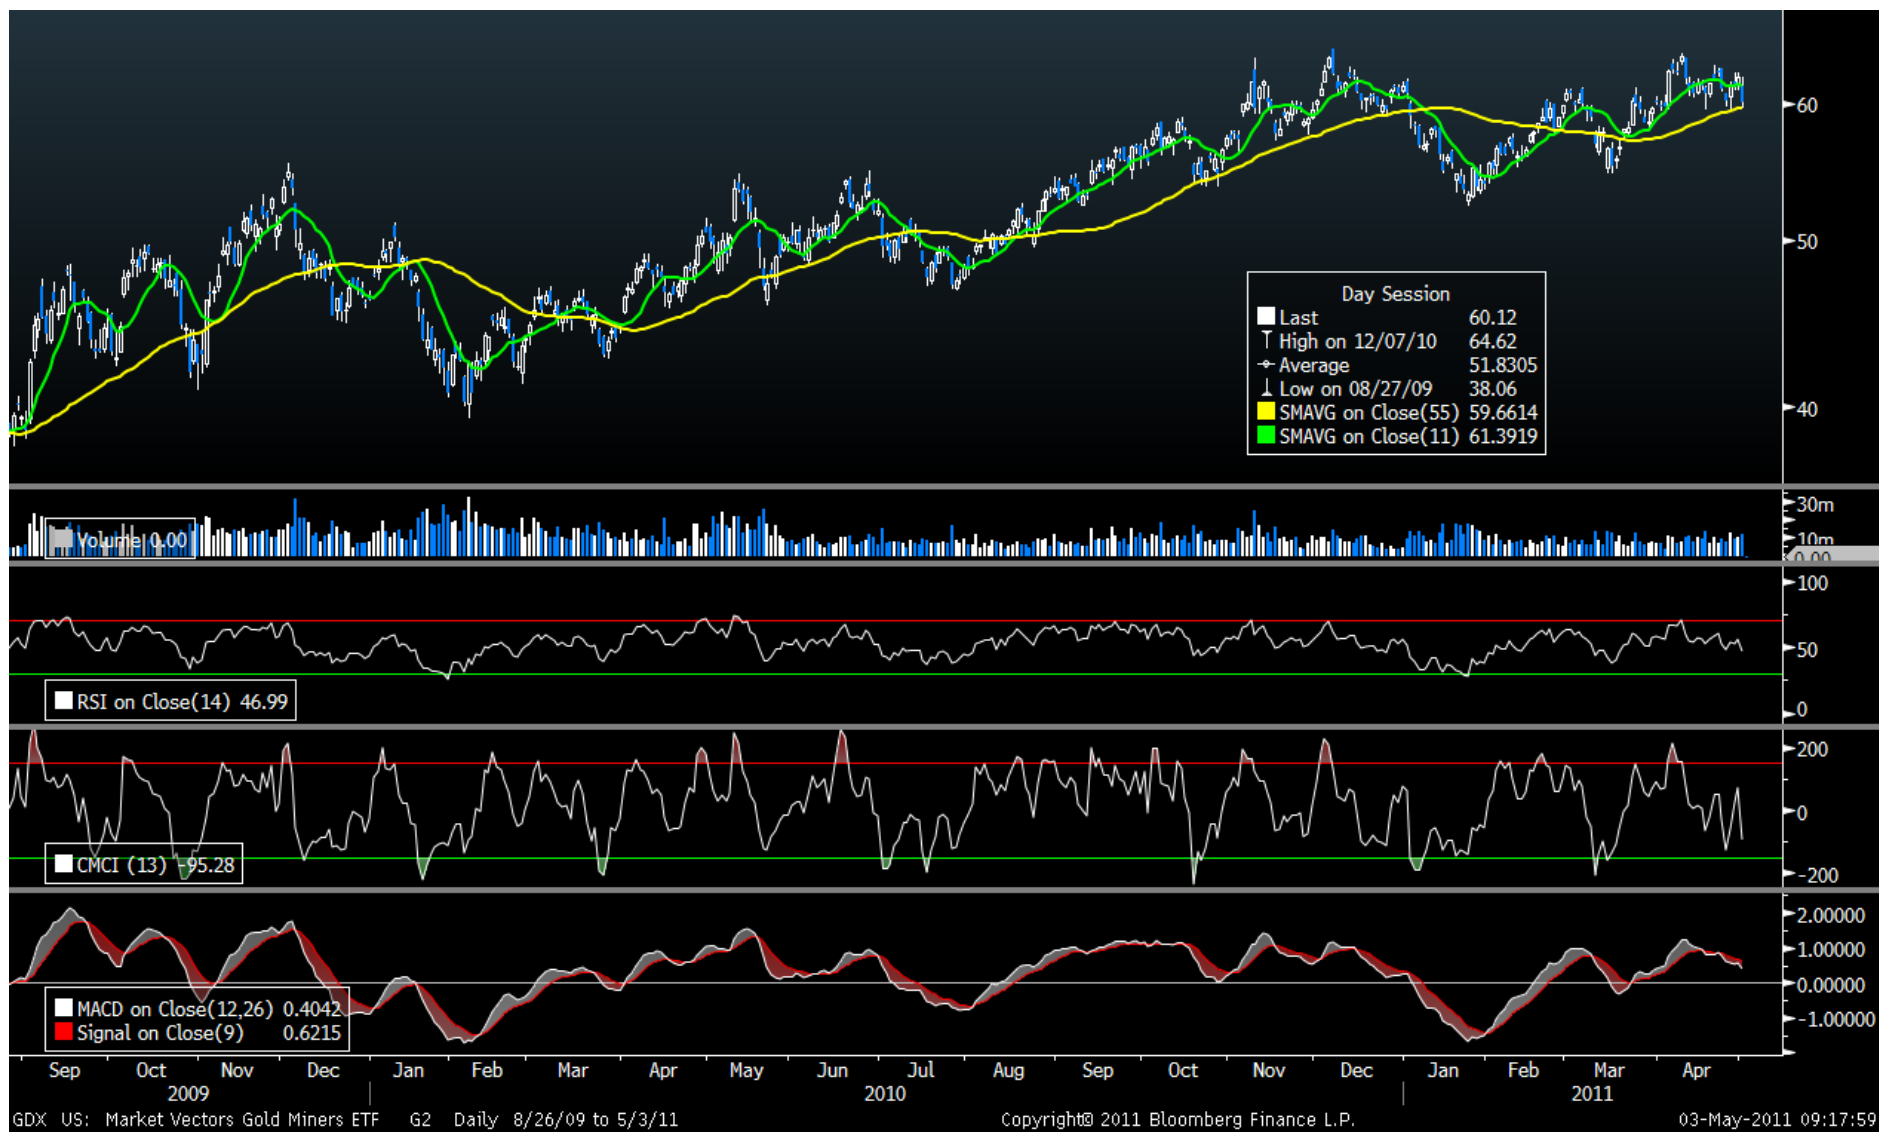 60
50
40
Day Session
Last 60.12
High on 12/07/10 64.62
Average 51.8305
Low on 08/27/09 38.06
SMAVG on Close(55) 59.6614
SMAVG on Close(11) 61.3919
30m
10m
0.00
Volume 0.00
100
50
0
RSI on Close(14) 46.99
200
0
-200
CMCI (13) -95.28
2.00000
1.00000
0.00000
-1.00000
MACD on Close(12,26) 0.4042
Signal on Close(9) 0.6215
Sep Oct Nov Dec Jan Feb Mar Apr May Jun Jul Aug Sep Oct Nov Dec Jan Feb Mar Apr
2009 2010 2011
GDX US: Market Vectors Gold Miners ETF G2 Daily 8/26/09 to 5/3/11 Copyright© 2011 Bloomberg Finance L.P. 03-May-2011 09:17:59